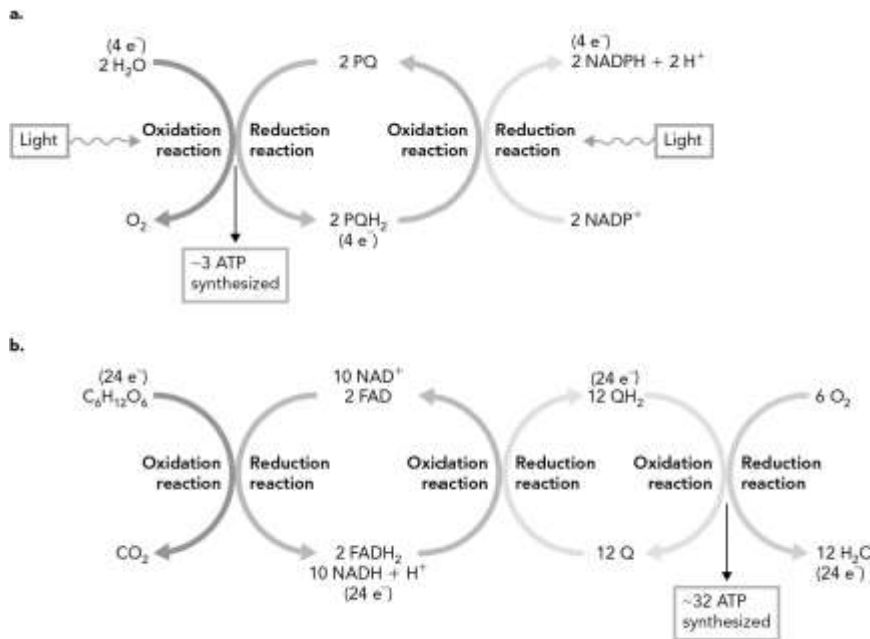 a.
(4 e⁻)
2 H₂O
2 PQ
(4 e⁻)
2 NADPH + 2 H⁺
Light
Oxidation
reaction
Reduction
reaction
Oxidation
reaction
Reduction
reaction
Light
O₂
2 PQH₂
(4 e⁻)
2 NADP⁺
~3 ATP
synthesized
b.
(24 e⁻)
C₆H₁₂O₆
10 NAD⁺
2 FAD
(24 e⁻)
12 QH₂
6 O₂
Oxidation
reaction
Reduction
reaction
Oxidation
reaction
Reduction
reaction
Oxidation
reaction
Reduction
reaction
CO₂
2 FADH₂
10 NADH + H⁺
(24 e⁻)
12 Q
12 H₂O
(24 e⁻)
~32 ATP
synthesized